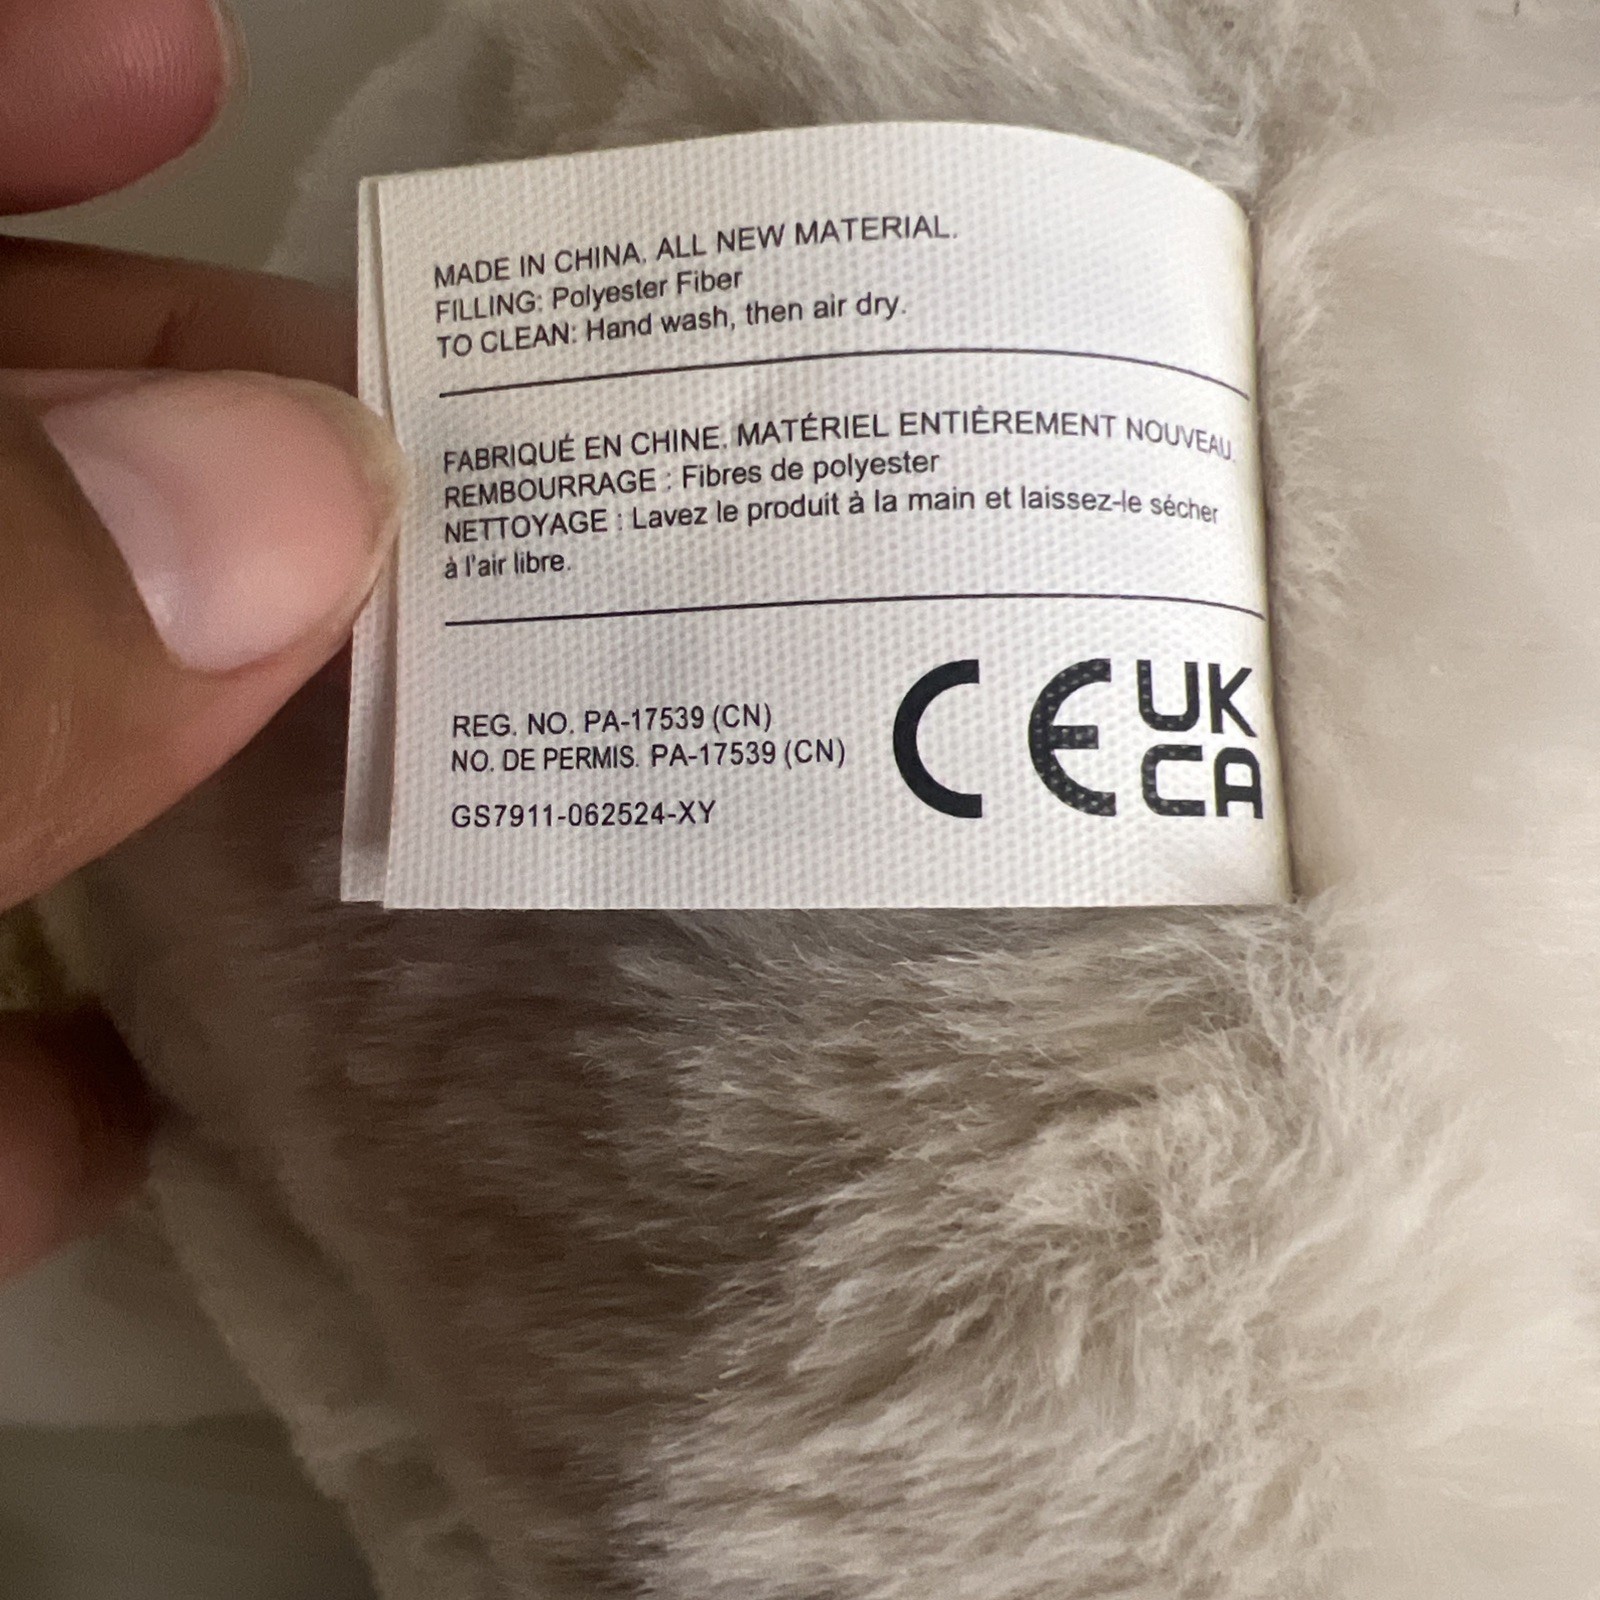 MADE IN CHINA. ALL NEW MATERIAL.
FILLING: Polyester Fiber
TO CLEAN: Hand wash, then air dry.
FABRIQUÉ EN CHINE. MATÉRIEL ENTIÈREMENT NOUVEAU.
REMBOURRAGE : Fibres de polyester
NETTOYAGE : Lavez le produit à la main et laissez-le sécher
à l'air libre.
REG. NO. PA-17539 (CN)
NO. DE PERMIS. PA-17539 (CN)
GS7911-062524-XY
CE
UK
CA